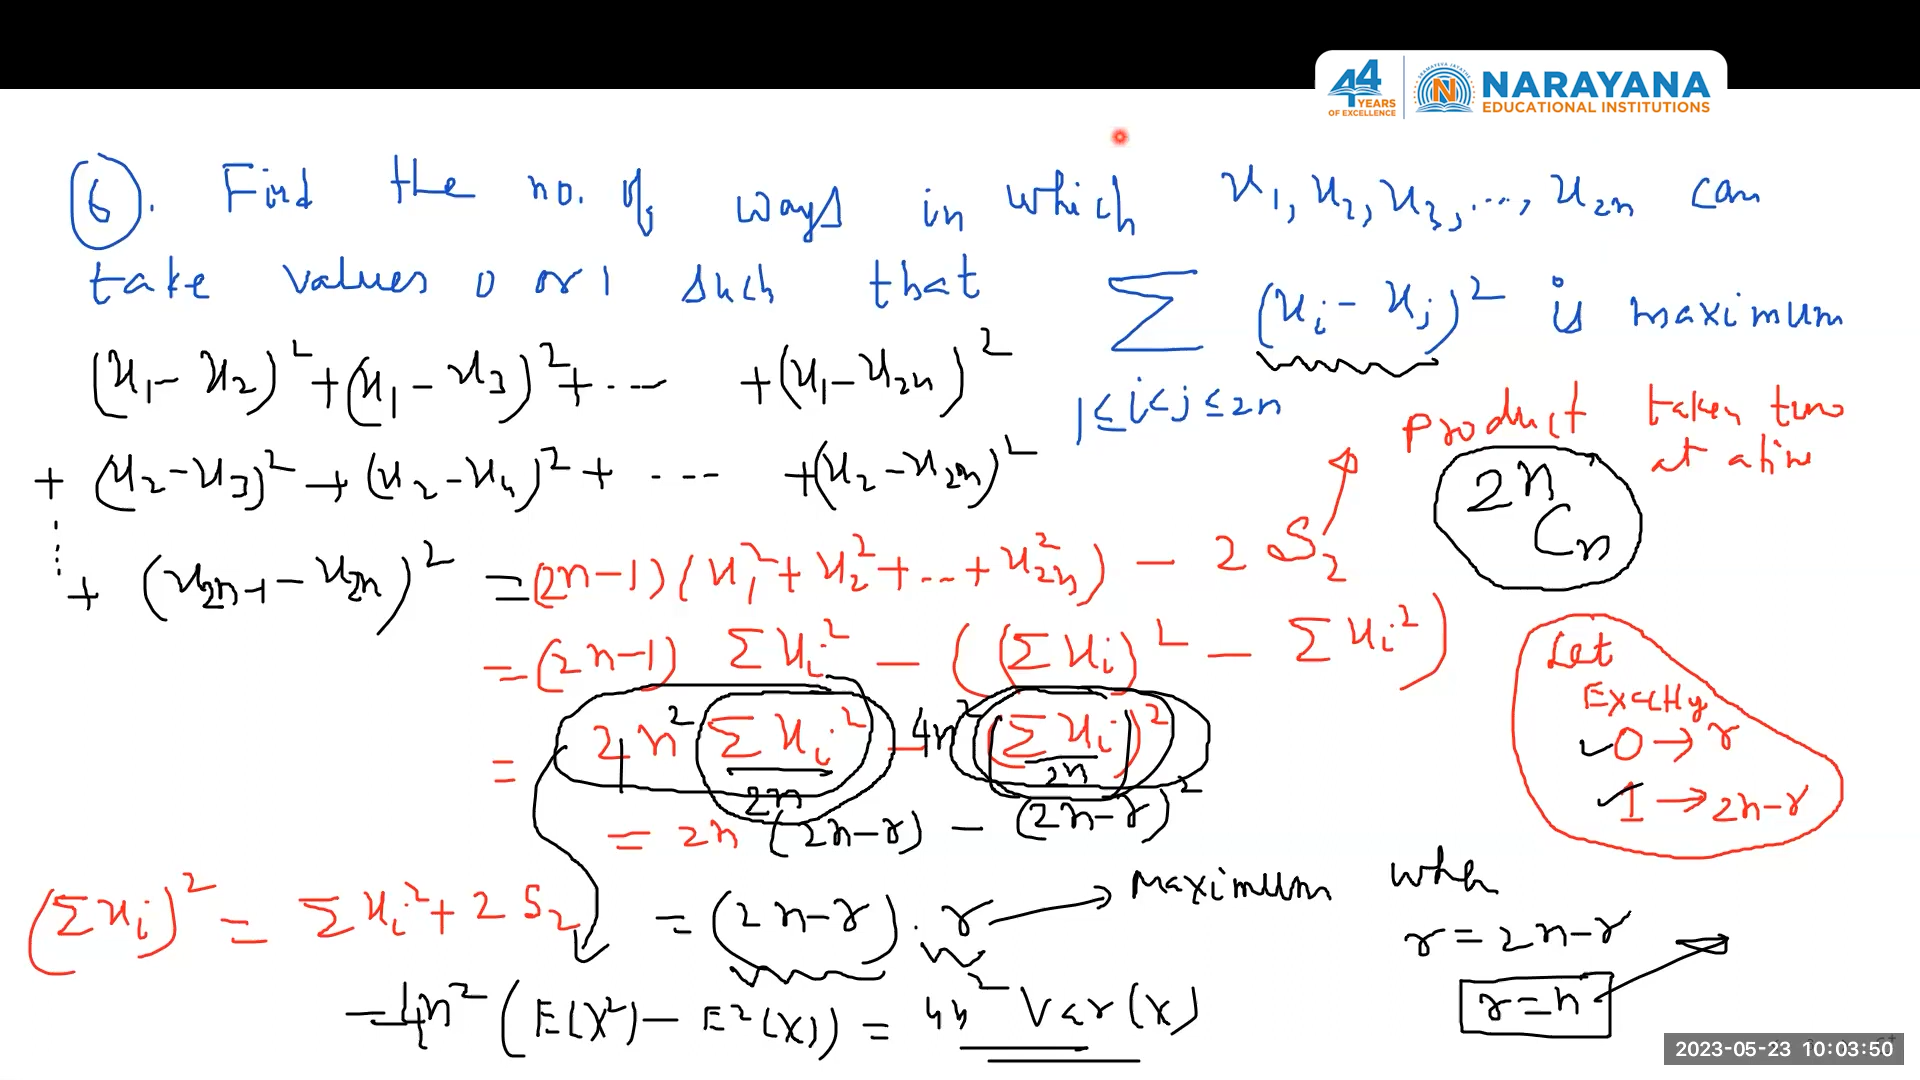 44 YEARS OF EXCELLENCE
NARAYANA
EDUCATIONAL INSTITUTIONS
6. Find the no. of ways in which x₁, x₂, x₃, ..., x₂ₙ can
take values 0 or 1 such that Σ (xᵢ - xⱼ)² is maximum
1≤i<j≤2n
(x₁ - x₂)² + (x₁ - x₃)² + ... + (x₁ - x₂ₙ)²
+ (x₂ - x₃)² + (x₂ - x₄)² + ... + (x₂ - x₂ₙ)²
⋮
+ (x₂ₙ₋₁ - x₂ₙ)² = (2n-1)(x₁² + x₂² + ... + x₂ₙ²) - 2 S₂
Product taken two
at a time
2nCₙ
= (2n-1) Σxᵢ² - ((Σxᵢ)² - Σxᵢ²)
= 4n² Σxᵢ²/2n - 4n² (Σxᵢ/2n)²
= 2n (2n-r) - (2n-r)²
Let
Exactly
0 → r
1 → 2n-r
(Σxᵢ)² = Σxᵢ² + 2 S₂
= (2n-r) . r → maximum when
r = 2n-r
r = n
= 4n² (E(X²) - E²(X)) = 4n² Var(X)
2023-05-23 10:03:50